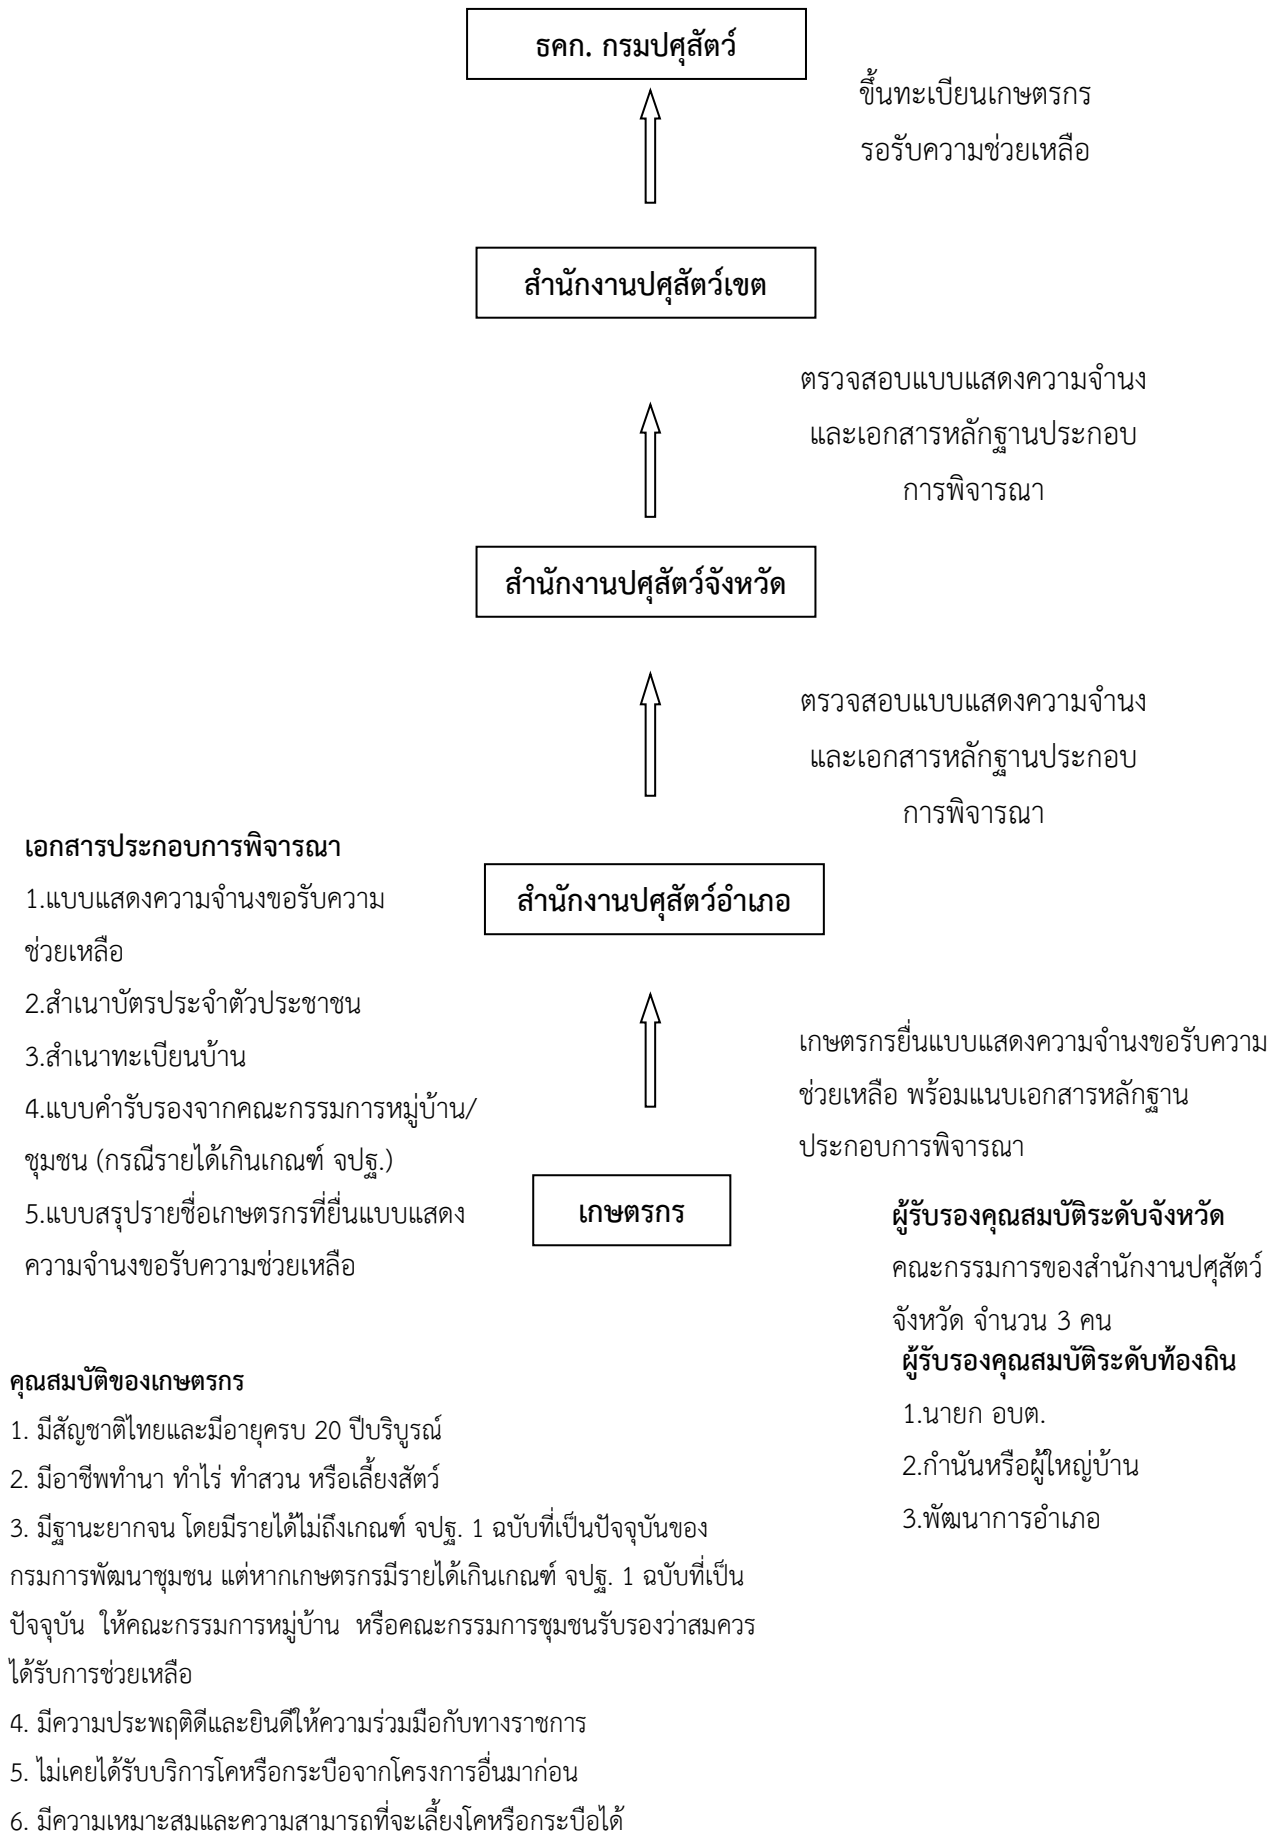 ธคก. กรมปศุสัตว์
ขึ้นทะเบียนเกษตรกร
รอรับความช่วยเหลือ
สำนักงานปศุสัตว์เขต
ตรวจสอบแบบแสดงความจำนง
และเอกสารหลักฐานประกอบ
การพิจารณา
สำนักงานปศุสัตว์จังหวัด
ตรวจสอบแบบแสดงความจำนง
และเอกสารหลักฐานประกอบ
การพิจารณา
เอกสารประกอบการพิจารณา
1.แบบแสดงความจำนงขอรับความ
ช่วยเหลือ
2.สำเนาบัตรประจำตัวประชาชน
3.สำเนาทะเบียนบ้าน
4.แบบคำรับรองจากคณะกรรมการหมู่บ้าน/
ชุมชน (กรณีรายได้เกินเกณฑ์ จปฐ.)
5.แบบสรุปรายชื่อเกษตรกรที่ยื่นแบบแสดง
ความจำนงขอรับความช่วยเหลือ
สำนักงานปศุสัตว์อำเภอ
เกษตรกรยื่นแบบแสดงความจำนงขอรับความ
ช่วยเหลือ พร้อมแนบเอกสารหลักฐาน
ประกอบการพิจารณา
เกษตรกร
ผู้รับรองคุณสมบัติระดับจังหวัด
คณะกรรมการของสำนักงานปศุสัตว์
จังหวัด จำนวน 3 คน
ผู้รับรองคุณสมบัติระดับท้องถิน
1.นายก อบต.
2.กำนันหรือผู้ใหญ่บ้าน
3.พัฒนาการอำเภอ
คุณสมบัติของเกษตรกร
1. มีสัญชาติไทยและมีอายุครบ 20 ปีบริบูรณ์
2. มีอาชีพทำนา ทำไร่ ทำสวน หรือเลี้ยงสัตว์
3. มีฐานะยากจน โดยมีรายได้ไม่ถึงเกณฑ์ จปฐ. 1 ฉบับที่เป็นปัจจุบันของ
กรมการพัฒนาชุมชน แต่หากเกษตรกรมีรายได้เกินเกณฑ์ จปฐ. 1 ฉบับที่เป็น
ปัจจุบัน ให้คณะกรรมการหมู่บ้าน หรือคณะกรรมการชุมชนรับรองว่าสมควร
ได้รับการช่วยเหลือ
4. มีความประพฤติดีและยินดีให้ความร่วมมือกับทางราชการ
5. ไม่เคยได้รับบริการโคหรือกระบือจากโครงการอื่นมาก่อน
6. มีความเหมาะสมและความสามารถที่จะเลี้ยงโคหรือกระบือได้